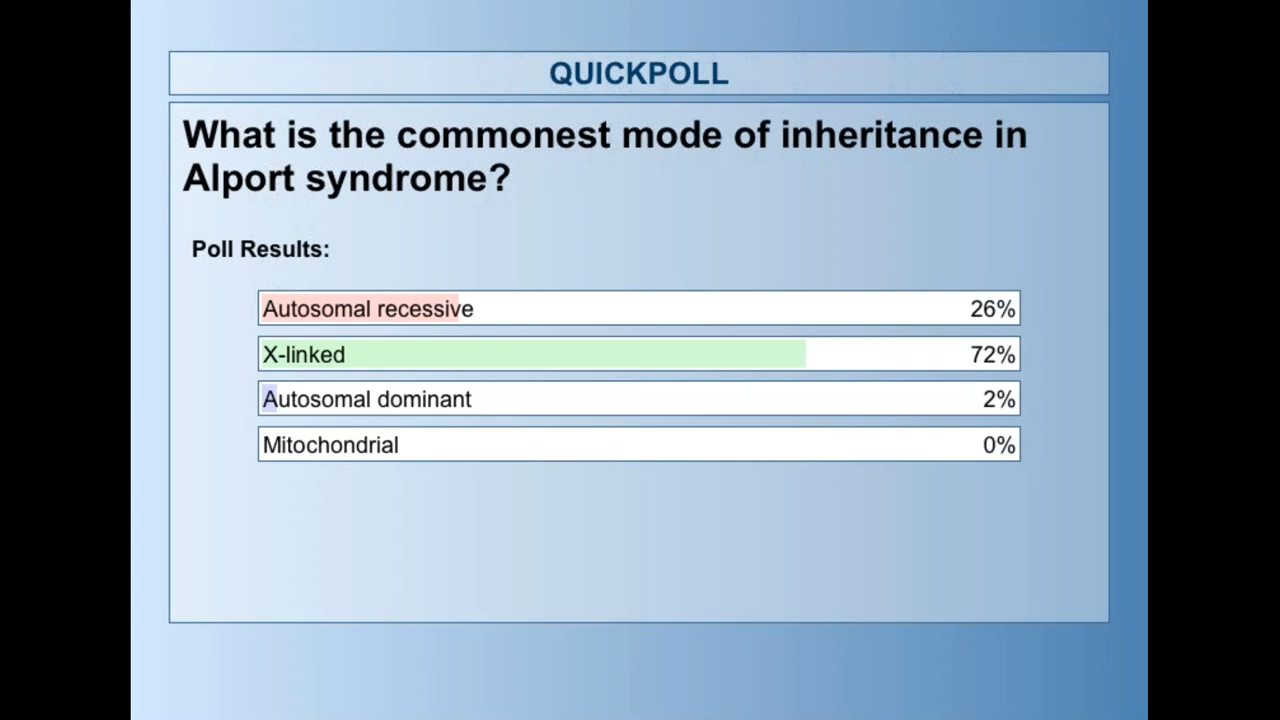 QUICKPOLL
What is the commonest mode of inheritance in
Alport syndrome?
Poll Results:
Autosomal recessive 26%
X-linked 72%
Autosomal dominant 2%
Mitochondrial 0%